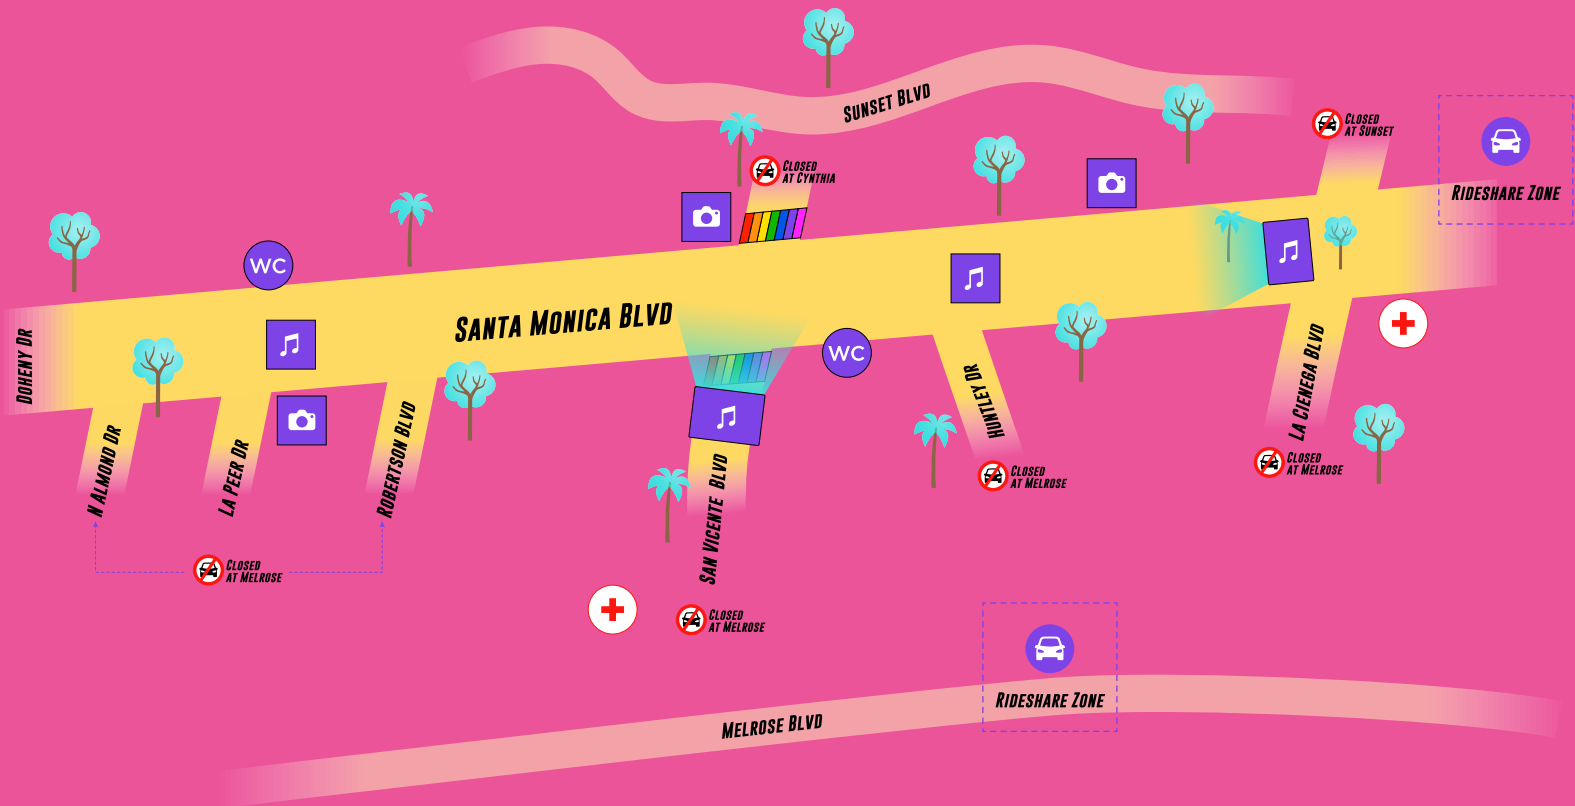 Sunset Blvd
Closed
at Sunset
Closed
at Cynthia
Rideshare Zone
WC
Santa Monica Blvd
Doheny Dr
WC
N Almond Dr
La Peer Dr
Robertson Blvd
San Vicente Blvd
Huntley Dr
La Cienega Blvd
Closed
at Melrose
Closed
at Melrose
Closed
at Melrose
Closed
at Melrose
Rideshare Zone
Melrose Blvd